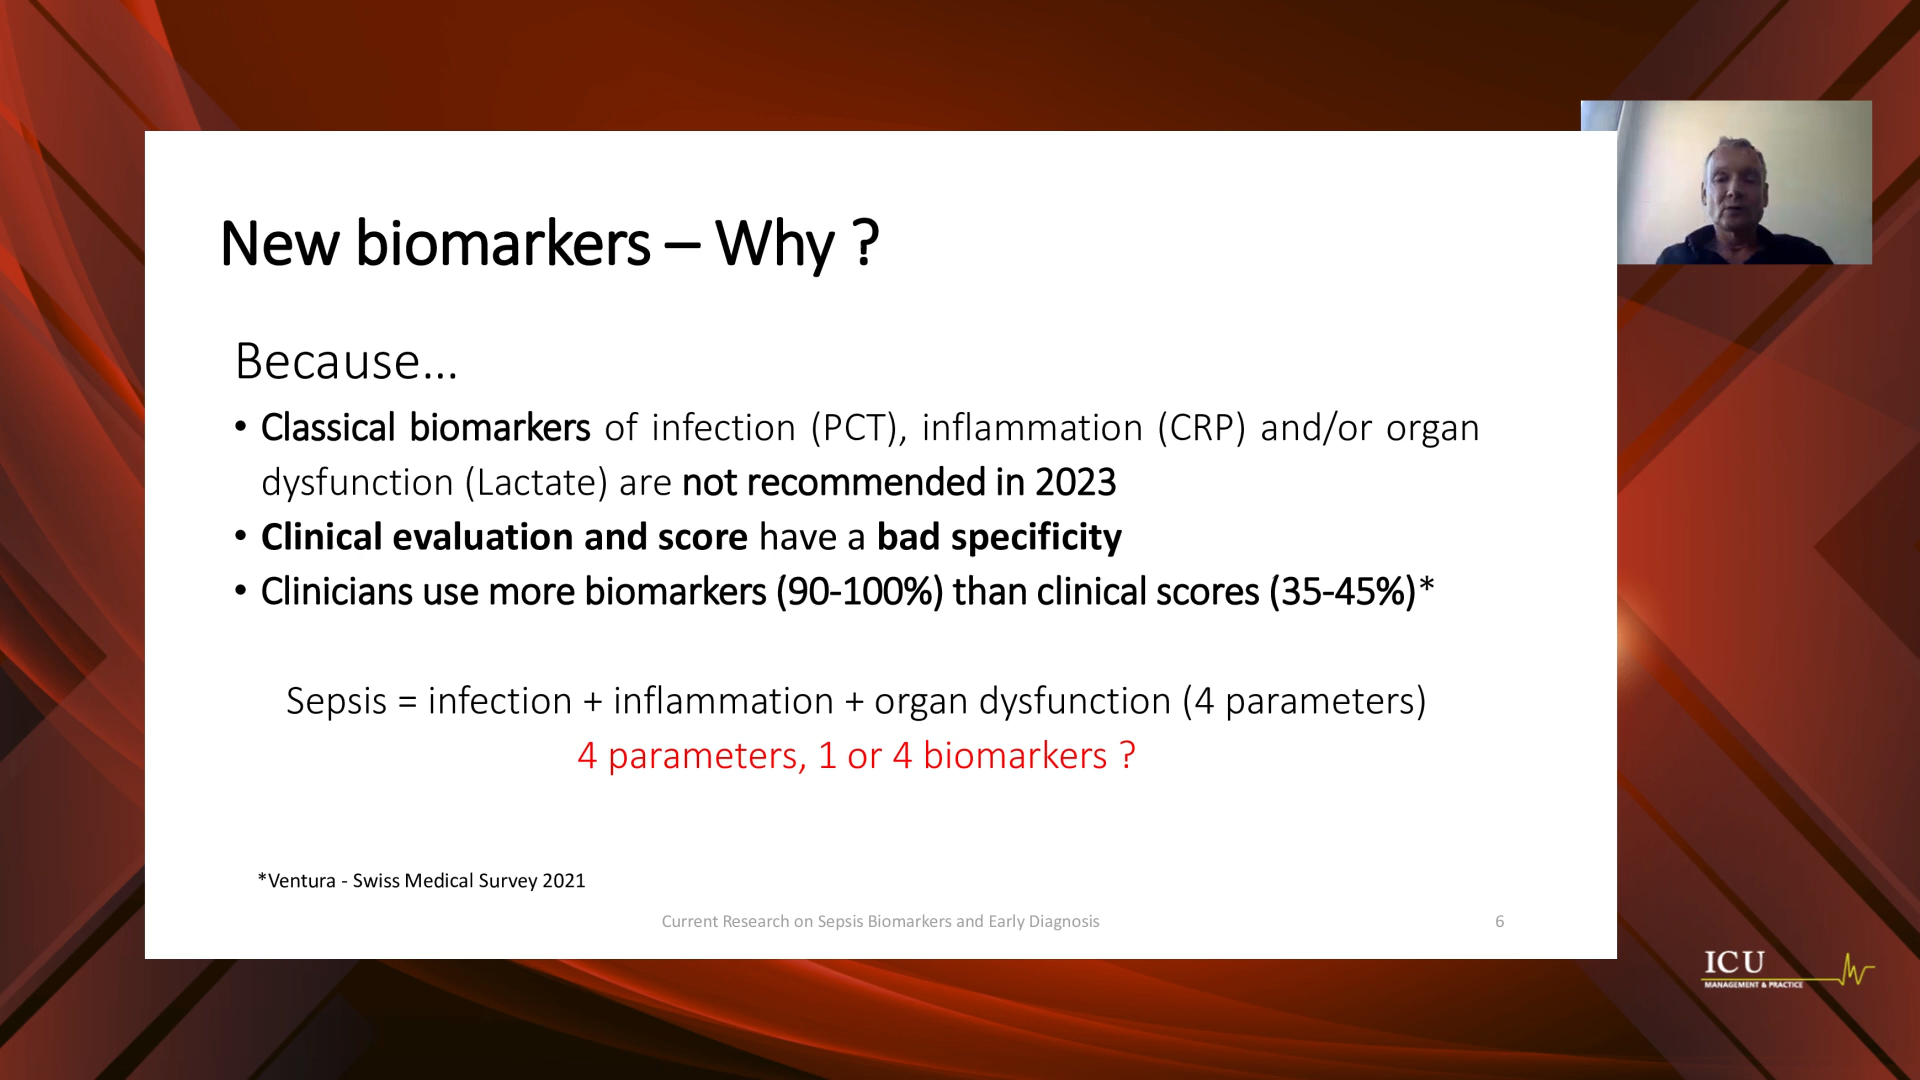 New biomarkers – Why ?
Because...
• Classical biomarkers of infection (PCT), inflammation (CRP) and/or organ
dysfunction (Lactate) are not recommended in 2023
• Clinical evaluation and score have a bad specificity
• Clinicians use more biomarkers (90-100%) than clinical scores (35-45%)*
Sepsis = infection + inflammation + organ dysfunction (4 parameters)
4 parameters, 1 or 4 biomarkers ?
*Ventura - Swiss Medical Survey 2021
Current Research on Sepsis Biomarkers and Early Diagnosis
6
ICU
MANAGEMENT & PRACTICE